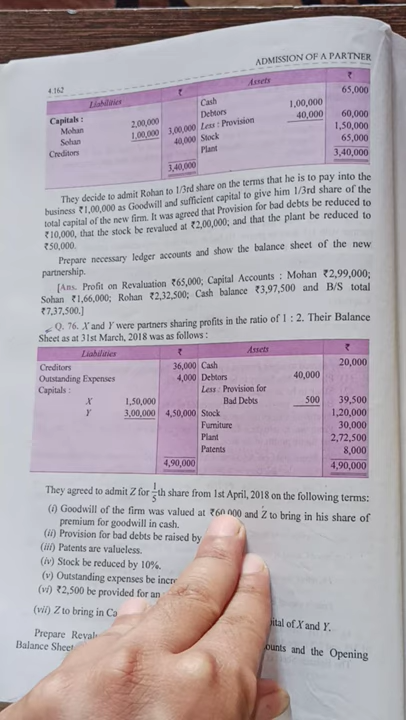 ADMISSION OF A PARTNER
4.162
Liabilities ₹ Assets ₹
Capitals : Cash 65,000
Mohan 2,00,000 Debtors 1,00,000
Sohan 1,00,000 3,00,000 Less : Provision 40,000 60,000
Creditors 40,000 Stock 1,50,000
Plant 65,000
3,40,000 3,40,000
They decide to admit Rohan to 1/3rd share on the terms that he is to pay into the
business ₹1,00,000 as Goodwill and sufficient capital to give him 1/3rd share of the
total capital of the new firm. It was agreed that Provision for bad debts be reduced to
₹10,000, that the stock be revalued at ₹2,00,000; and that the plant be reduced to
₹50,000.
Prepare necessary ledger accounts and show the balance sheet of the new
partnership.
[Ans. Profit on Revaluation ₹65,000; Capital Accounts : Mohan ₹2,99,000;
Sohan ₹1,66,000; Rohan ₹2,32,500; Cash balance ₹3,97,500 and B/S total
₹7,37,500.]
Q. 76. X and Y were partners sharing profits in the ratio of 1 : 2. Their Balance
Sheet as at 31st March, 2018 was as follows :
Liabilities ₹ Assets ₹
Creditors 36,000 Cash 20,000
Outstanding Expenses 4,000 Debtors 40,000
Capitals : Less : Provision for
X 1,50,000 Bad Debts 500 39,500
Y 3,00,000 4,50,000 Stock 1,20,000
Furniture 30,000
Plant 2,72,500
Patents 8,000
4,90,000 4,90,000
They agreed to admit Z for 1/5th share from 1st April, 2018 on the following terms:
(i) Goodwill of the firm was valued at ₹60,000 and Z to bring in his share of
premium for goodwill in cash.
(ii) Provision for bad debts be raised by
(iii) Patents are valueless.
(iv) Stock be reduced by 10%.
(v) Outstanding expenses be incre
(vi) ₹2,500 be provided for an
(vii) Z to bring in Ca ital of X and Y.
Prepare Reval ounts and the Opening
Balance Sheet